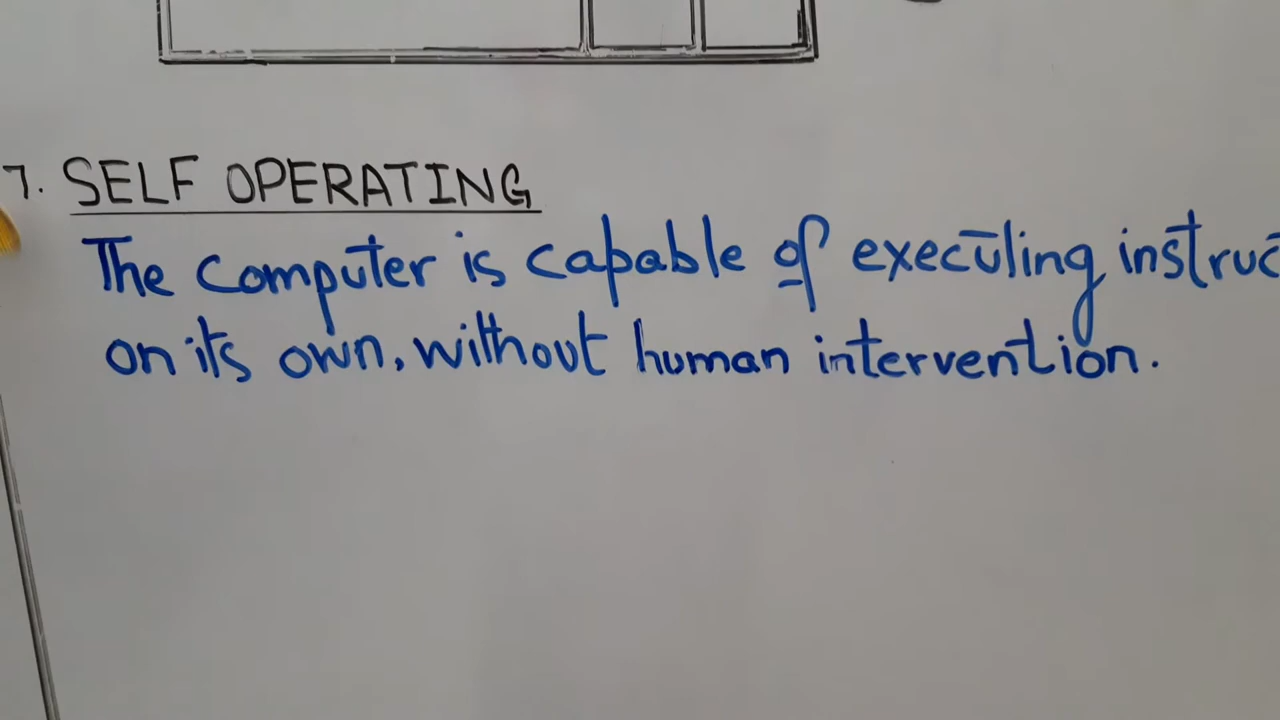 7. SELF OPERATING
The computer is capable of executing instruc
on its own, without human intervention.